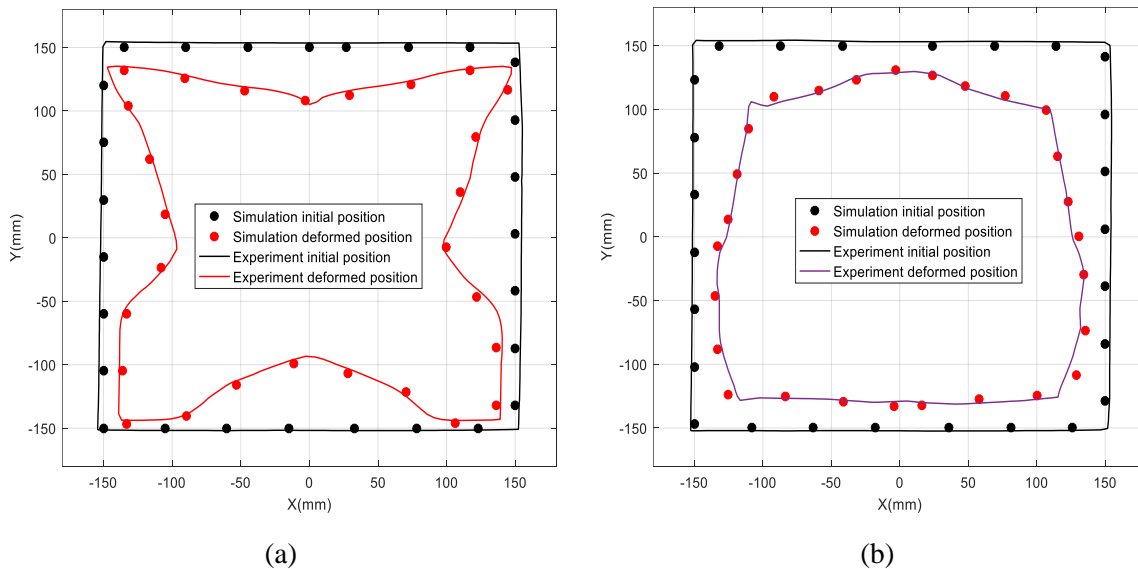 150
100
50
0
-50
-100
-150
Y(mm)
Simulation initial position
Simulation deformed position
Experiment initial position
Experiment deformed position
-150 -100 -50 0 50 100 150
X(mm)
(a)
150
100
50
0
-50
-100
-150
Y(mm)
Simulation initial position
Simulation deformed position
Experiment initial position
Experiment deformed position
-150 -100 -50 0 50 100 150
X(mm)
(b)